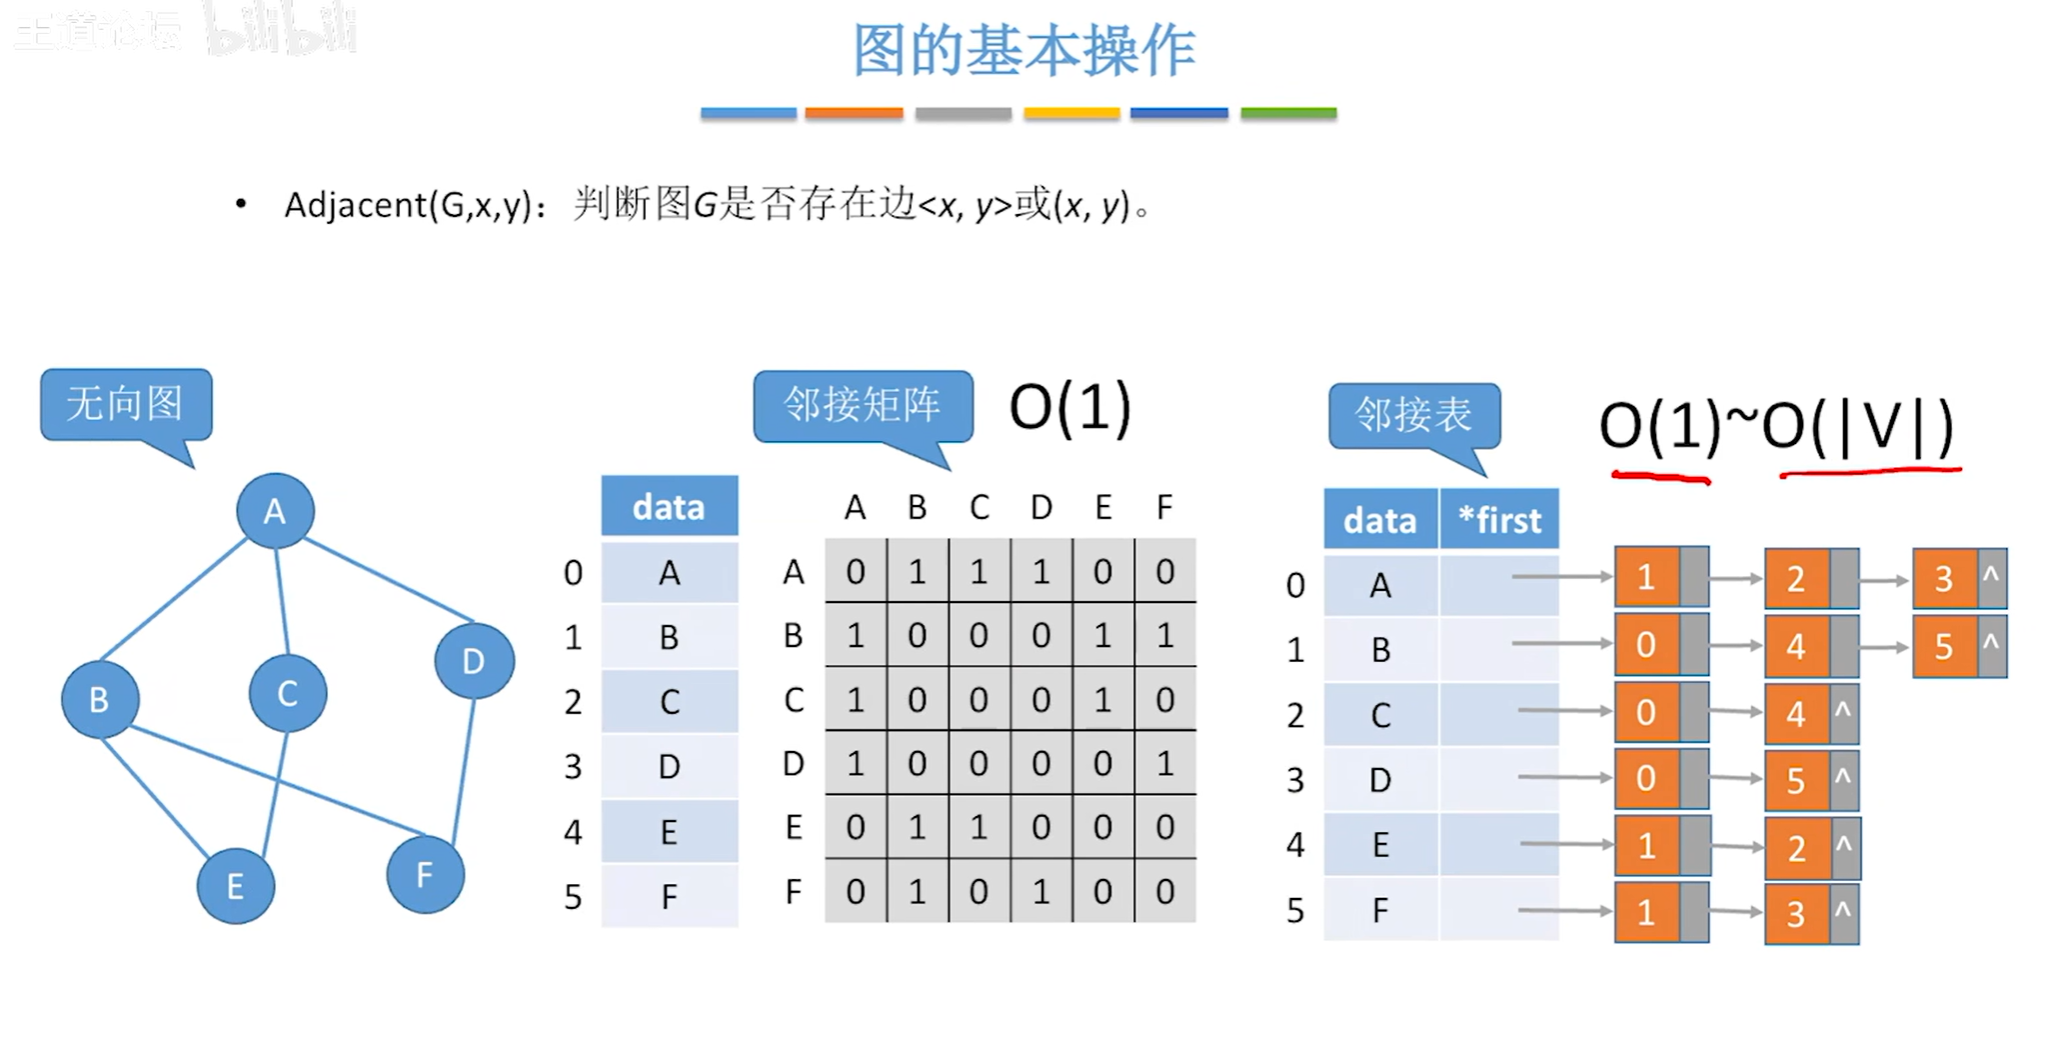 王道论坛 bilibili
图的基本操作
• Adjacent(G,x,y)：判断图G是否存在边<x, y>或(x, y)。
无向图
A
B
C
D
E
F
邻接矩阵 O(1)
data
0 A
1 B
2 C
3 D
4 E
5 F
A B C D E F
A 0 1 1 1 0 0
B 1 0 0 0 1 1
C 1 0 0 0 1 0
D 1 0 0 0 0 1
E 0 1 1 0 0 0
F 0 1 0 1 0 0
邻接表 O(1)~O(|V|)
data *first
0 A 1 2 3 ^
1 B 0 4 5 ^
2 C 0 4 ^
3 D 0 5 ^
4 E 1 2 ^
5 F 1 3 ^